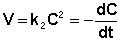 V = k₂C² = -dC/dt